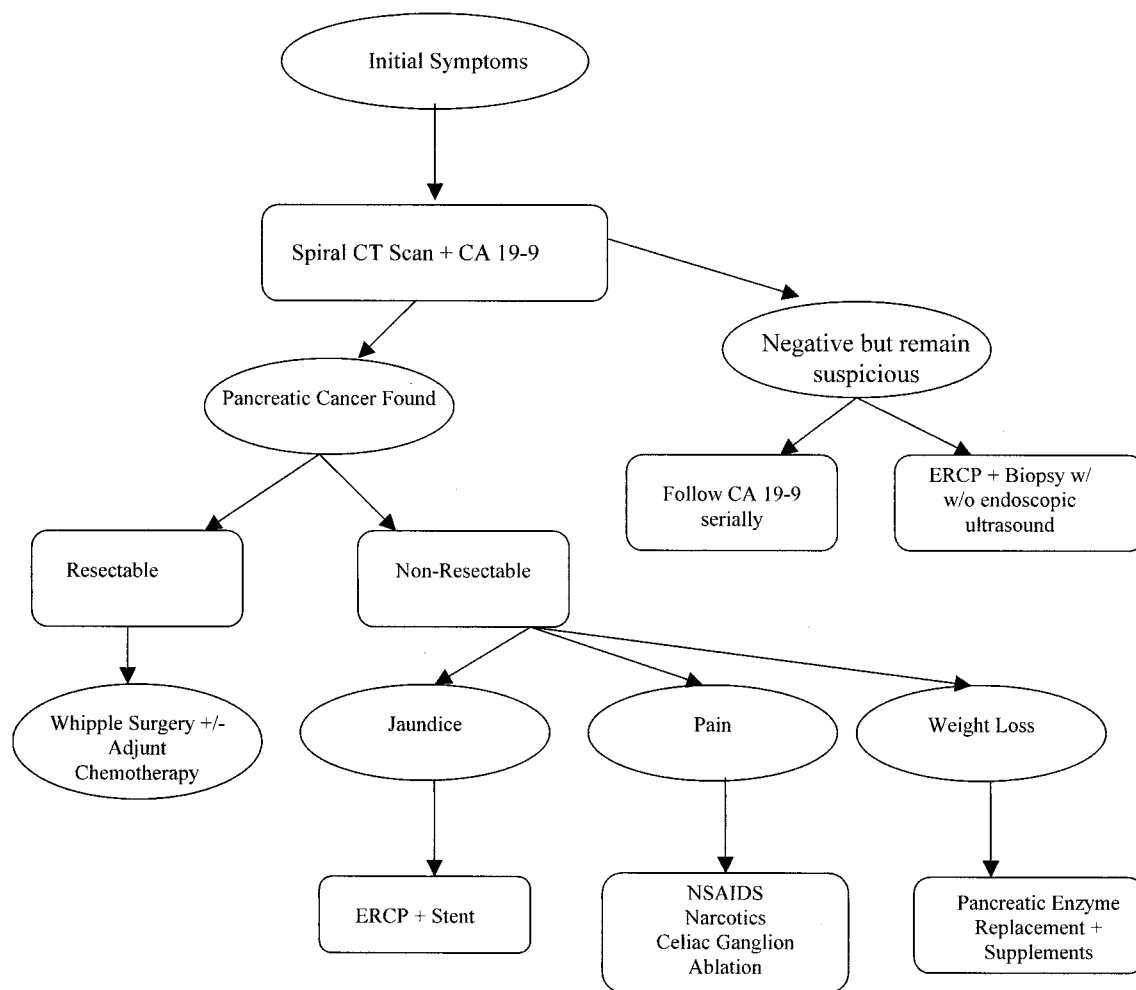 Initial Symptoms
Spiral CT Scan + CA 19-9
Negative but remain
suspicious
Pancreatic Cancer Found
Follow CA 19-9
serially
ERCP + Biopsy w/
w/o endoscopic
ultrasound
Resectable
Non-Resectable
Whipple Surgery +/-
Adjunt
Chemotherapy
Jaundice
Pain
Weight Loss
ERCP + Stent
NSAIDS
Narcotics
Celiac Ganglion
Ablation
Pancreatic Enzyme
Replacement +
Supplements